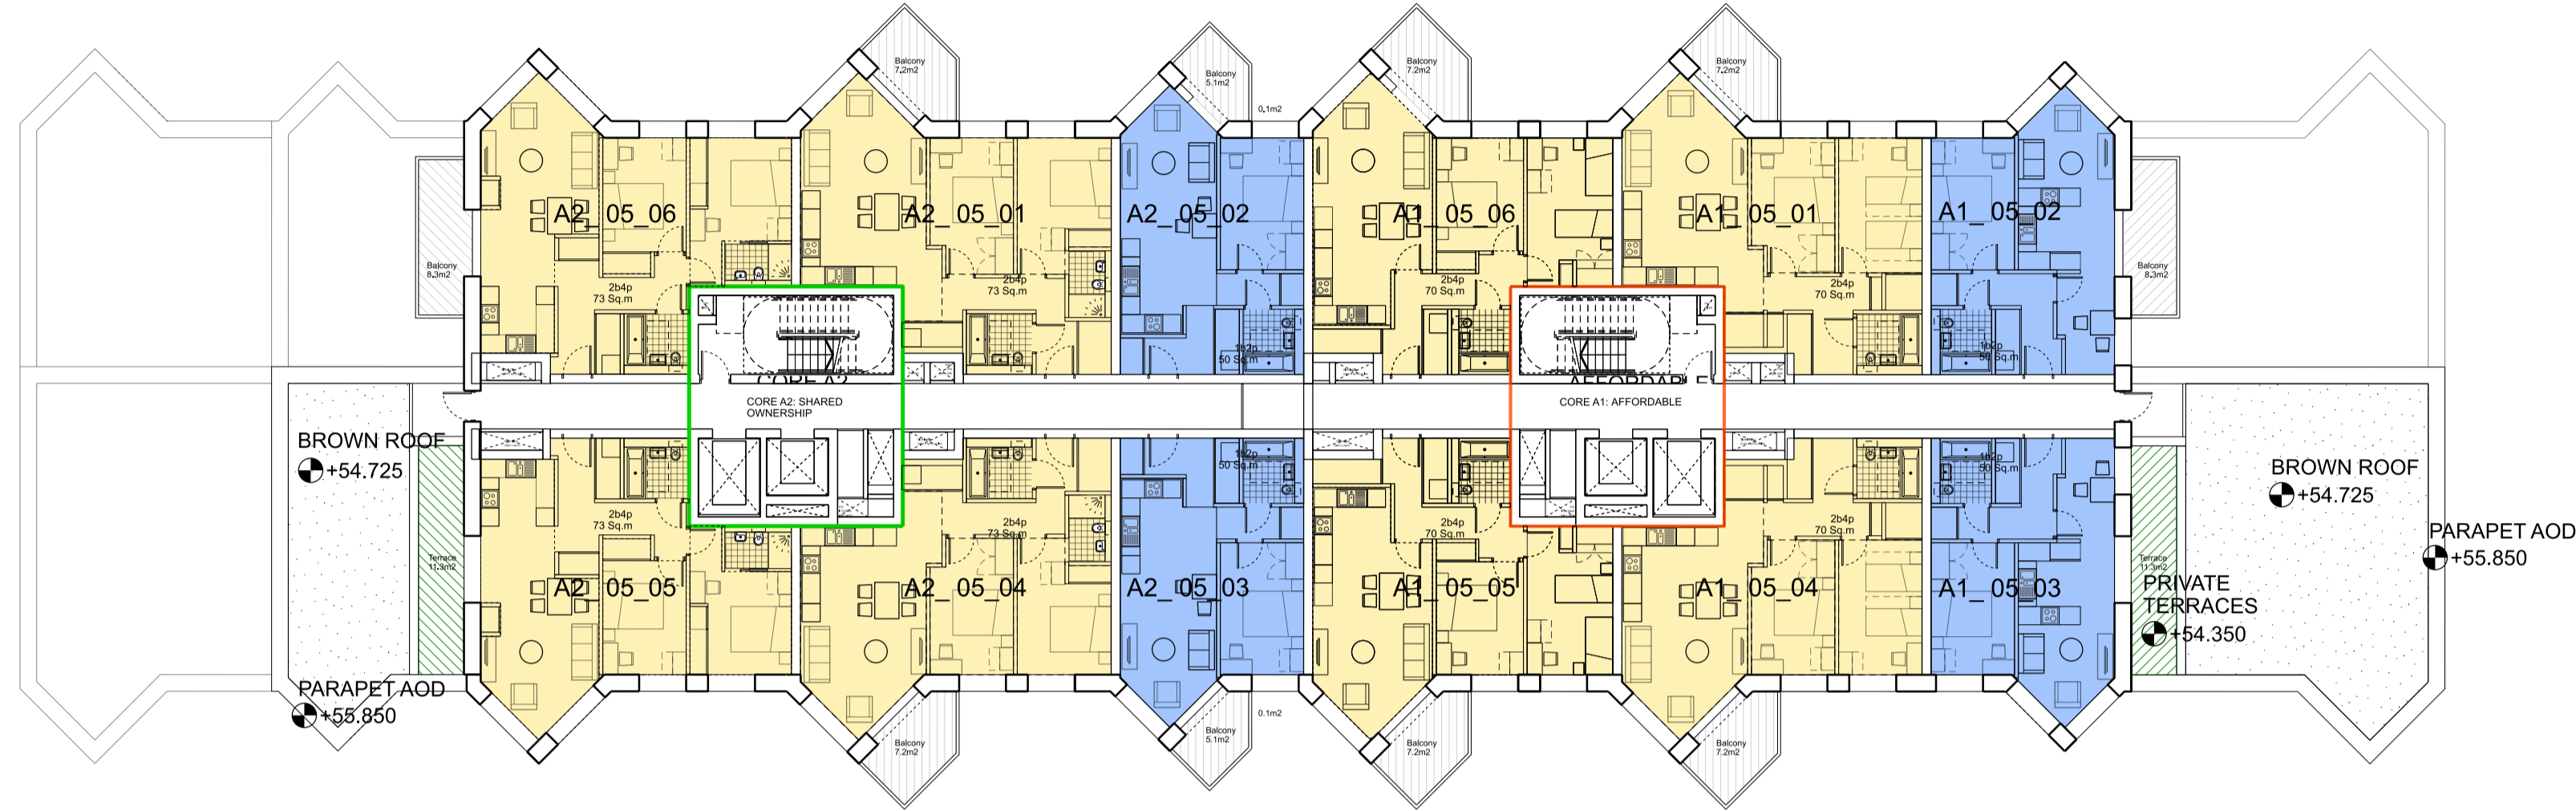 Balcony
7.2m2
Balcony
5.1m2
0.1m2
Balcony
7.2m2
Balcony
7.2m2
A2_05_06
A2_05_01
A2_05_02
A1_05_06
A1_05_01
A1_05_02
Balcony
8.3m2
Balcony
8.3m2
2b4p
73 Sq.m
2b4p
73 Sq.m
2b4p
70 Sq.m
2b4p
70 Sq.m
1b2p
50 Sq.m
1b2p
50 Sq.m
CORE A2
AFFORDABLE
CORE A2: SHARED
OWNERSHIP
CORE A1: AFFORDABLE
BROWN ROOF
+54.725
BROWN ROOF
+54.725
1b2p
50 Sq.m
1b2p
50 Sq.m
2b4p
73 Sq.m
2b4p
73 Sq.m
2b4p
70 Sq.m
2b4p
70 Sq.m
PARAPET AOD
+55.850
Terrace
11.3m2
Terrace
11.3m2
A2_05_05
A2_05_04
A2_05_03
A1_05_05
A1_05_04
A1_05_03
PRIVATE
TERRACES
+54.350
PARAPET AOD
+55.850
Balcony
7.2m2
Balcony
5.1m2
0.1m2
Balcony
7.2m2
Balcony
7.2m2